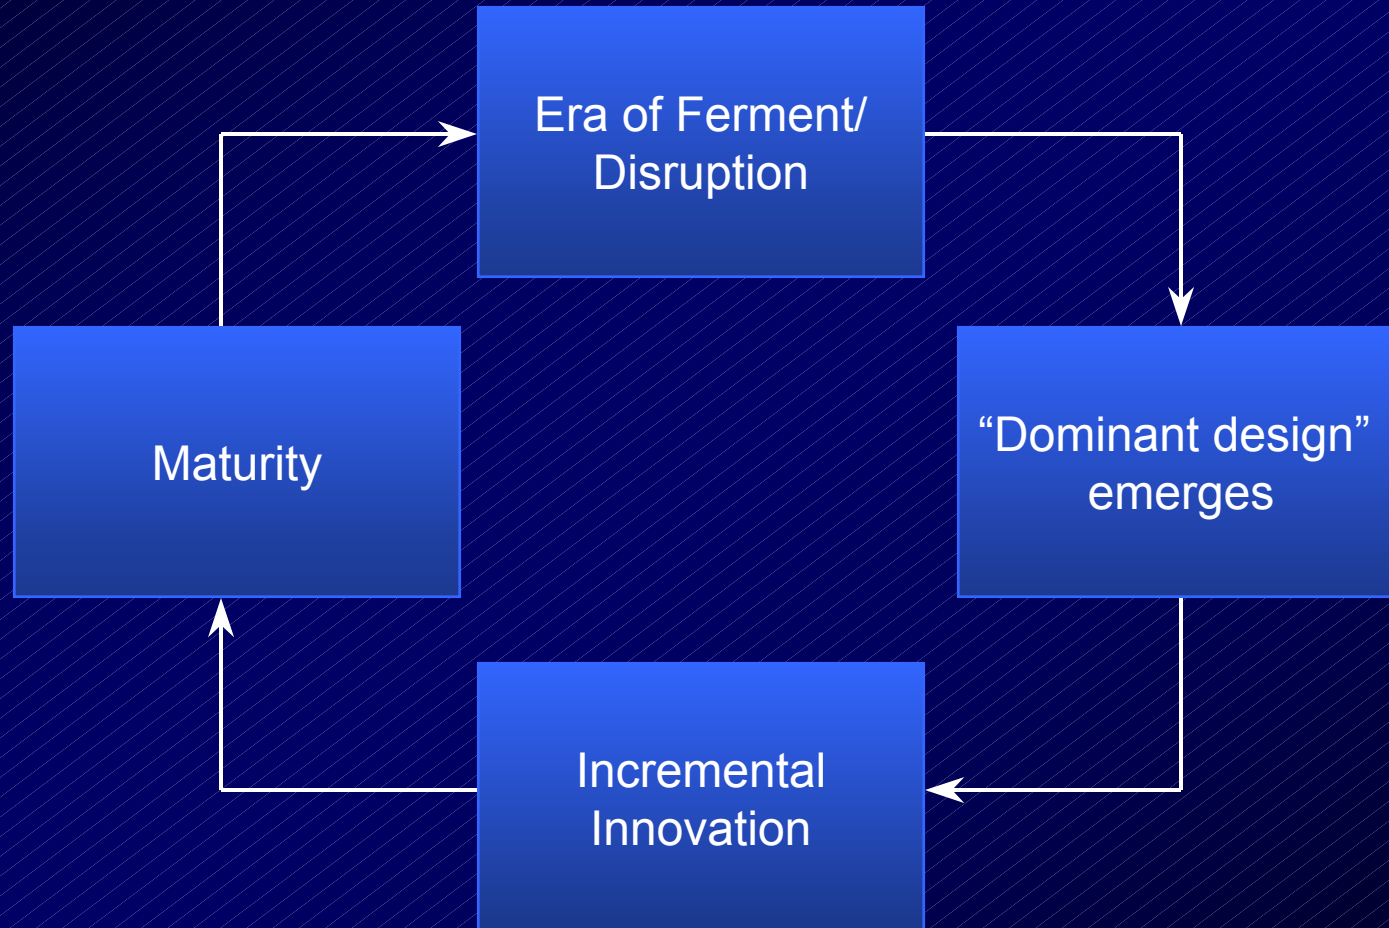 Era of Ferment/
Disruption
Maturity
“Dominant design”
emerges
Incremental
Innovation